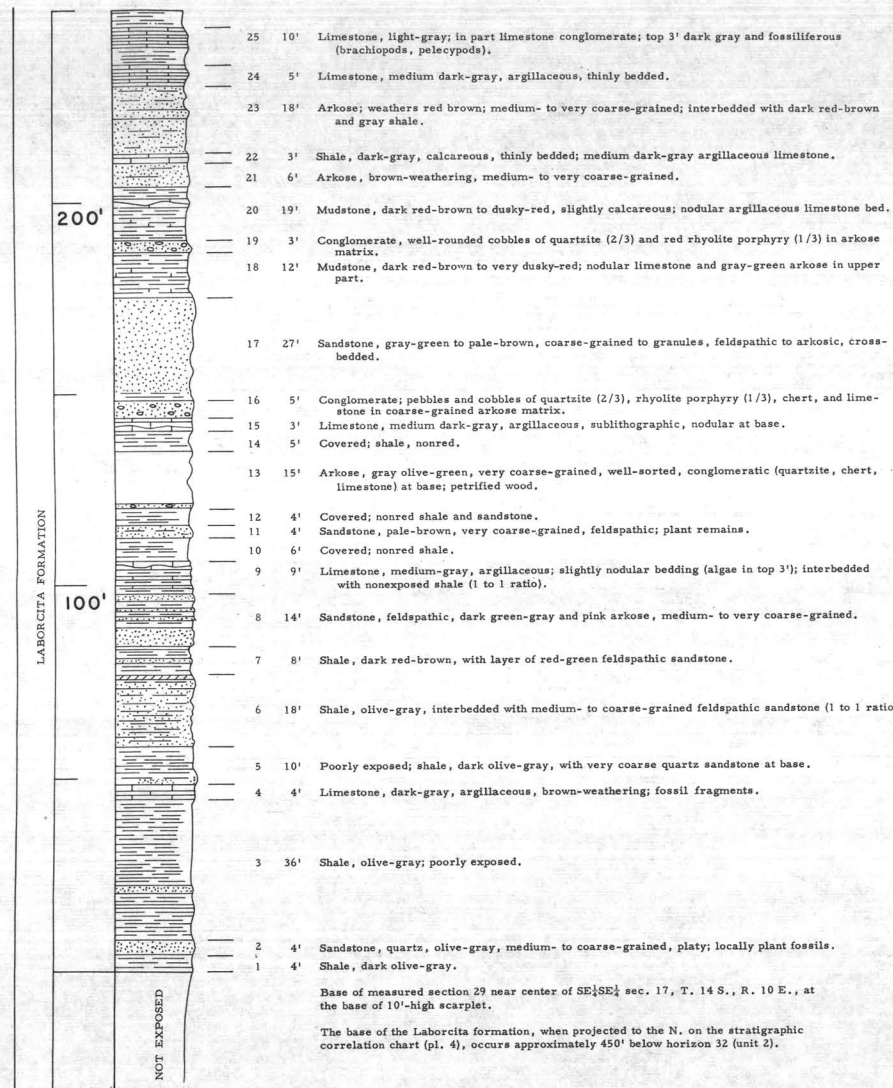 25 10' Limestone, light-gray; in part limestone conglomerate; top 3' dark gray and fossiliferous
(brachiopods, pelecypods).
24 5' Limestone, medium dark-gray, argillaceous, thinly bedded.
23 18' Arkose; weathers red brown; medium- to very coarse-grained; interbedded with dark red-brown
and gray shale.
22 3' Shale, dark-gray, calcareous, thinly bedded; medium dark-gray argillaceous limestone.
21 6' Arkose, brown-weathering, medium- to very coarse-grained.
200'
20 19' Mudstone, dark red-brown to dusky-red, slightly calcareous; nodular argillaceous limestone bed.
19 3' Conglomerate, well-rounded cobbles of quartzite (2/3) and red rhyolite porphyry (1/3) in arkose
matrix.
18 12' Mudstone, dark red-brown to very dusky-red; nodular limestone and gray-green arkose in upper
part.
17 27' Sandstone, gray-green to pale-brown, coarse-grained to granules, feldspathic to arkosic, cross-
bedded.
16 5' Conglomerate; pebbles and cobbles of quartzite (2/3), rhyolite porphyry (1/3), chert, and lime-
stone in coarse-grained arkose matrix.
15 3' Limestone, medium dark-gray, argillaceous, sublithographic, nodular at base.
14 5' Covered; shale, nonred.
13 15' Arkose, gray olive-green, very coarse-grained, well-sorted, conglomeratic (quartzite, chert,
limestone) at base; petrified wood.
12 4' Covered; nonred shale and sandstone.
11 4' Sandstone, pale-brown, very coarse-grained, feldspathic; plant remains.
10 6' Covered; nonred shale.
9 9' Limestone, medium-gray, argillaceous; slightly nodular bedding (algae in top 3'); interbedded
with nonexposed shale (1 to 1 ratio).
100'
LABORCITA FORMATION
8 14' Sandstone, feldspathic, dark green-gray and pink arkose, medium- to very coarse-grained.
7 8' Shale, dark red-brown, with layer of red-green feldspathic sandstone.
6 18' Shale, olive-gray, interbedded with medium- to coarse-grained feldspathic sandstone (1 to 1 ratio
5 10' Poorly exposed; shale, dark olive-gray, with very coarse quartz sandstone at base.
4 4' Limestone, dark-gray, argillaceous, brown-weathering; fossil fragments.
3 36' Shale, olive-gray; poorly exposed.
2 4' Sandstone, quartz, olive-gray, medium- to coarse-grained, platy; locally plant fossils.
1 4' Shale, dark olive-gray.
NOT EXPOSED
Base of measured section 29 near center of SE¼SE¼ sec. 17, T. 14 S., R. 10 E., at
the base of 10'-high scarplet.
The base of the Laborcita formation, when projected to the N. on the stratigraphic
correlation chart (pl. 4), occurs approximately 450' below horizon 32 (unit 2).